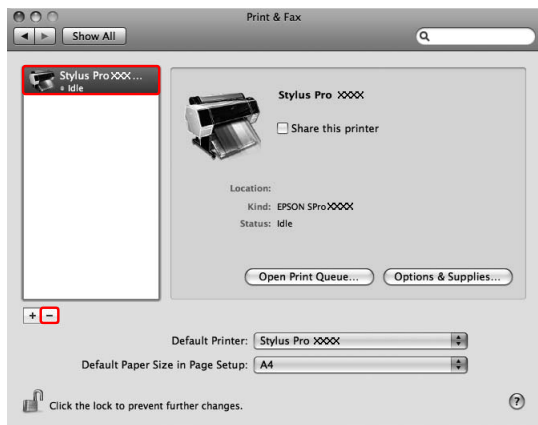 Print & Fax
Show All
Stylus Pro XXX...
Idle
Stylus Pro XXXX
Share this printer
Location:
Kind: EPSON SProXXXX
Status: Idle
Open Print Queue... Options & Supplies...
+ −
Default Printer: Stylus Pro XXXX
Default Paper Size in Page Setup: A4
Click the lock to prevent further changes. ?